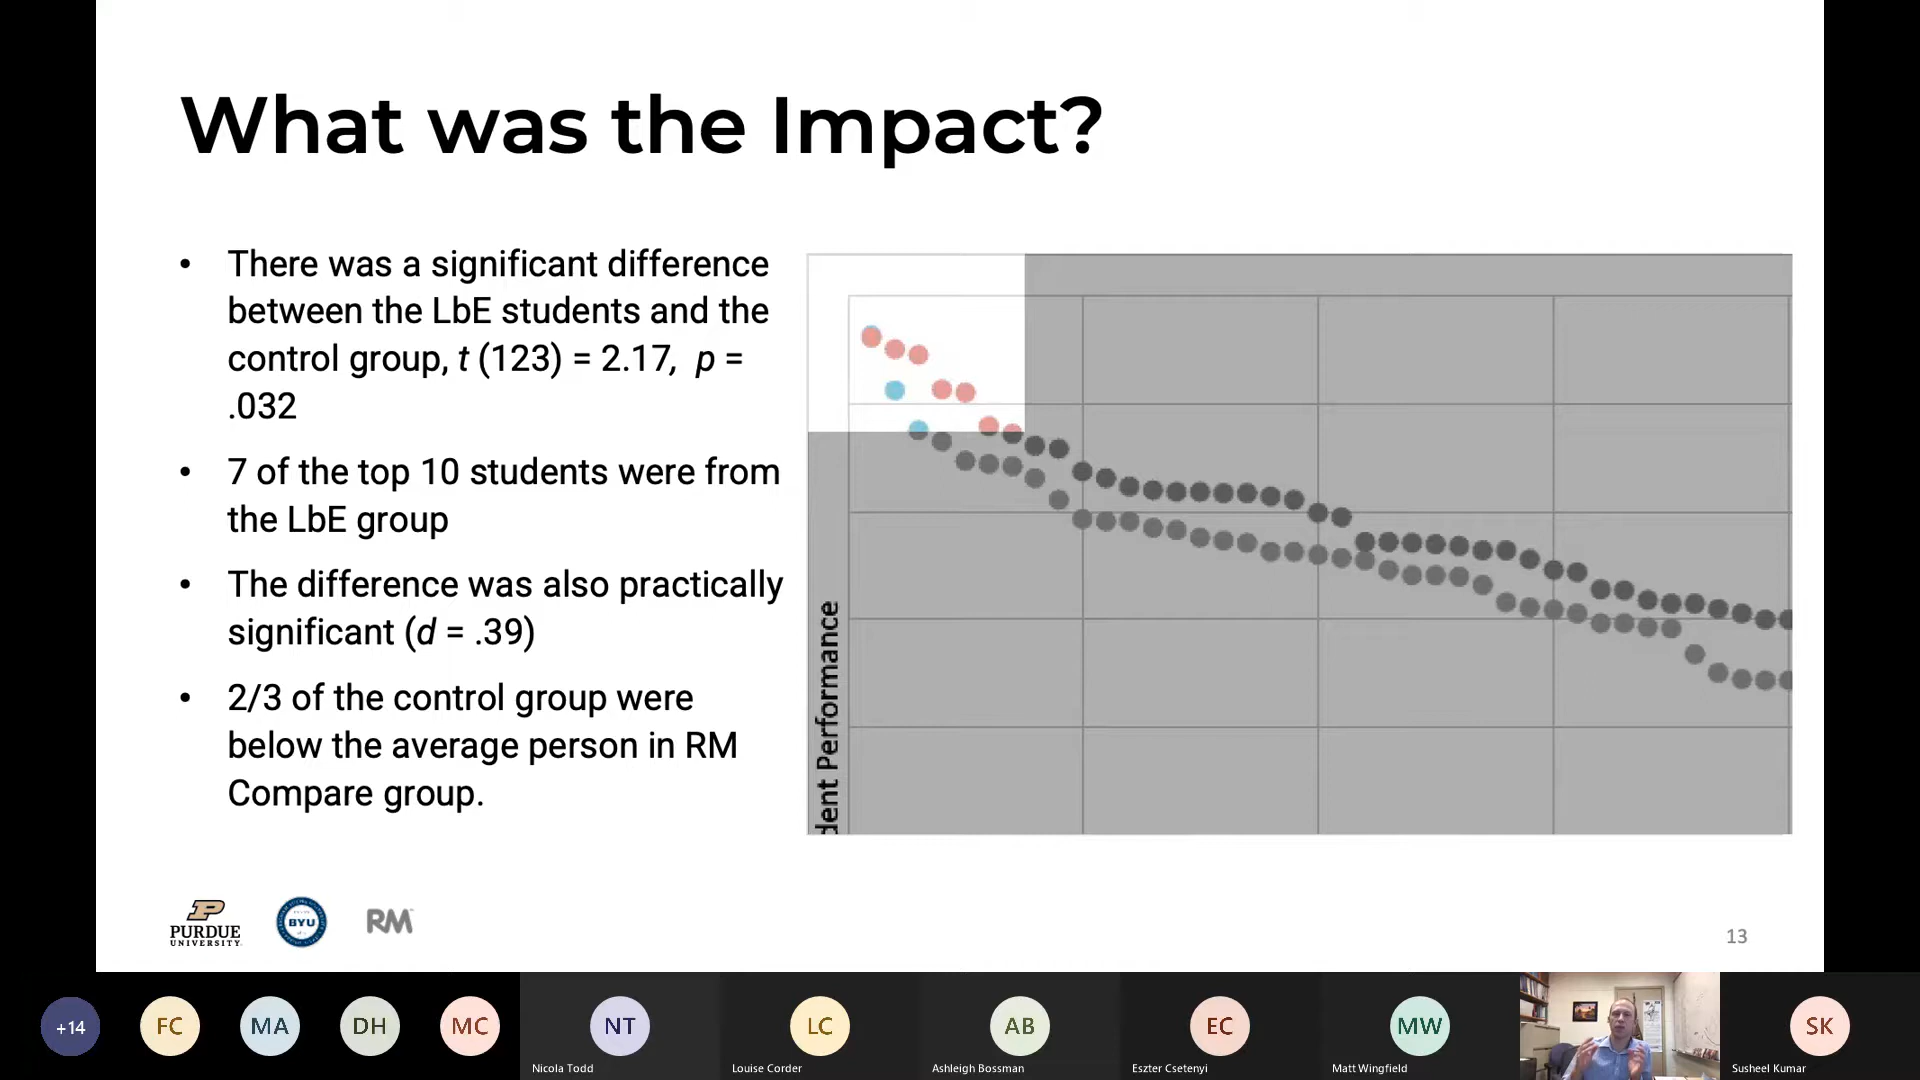 What was the Impact?
• There was a significant difference
between the LbE students and the
control group, t (123) = 2.17, p =
.032
• 7 of the top 10 students were from
the LbE group
• The difference was also practically
significant (d = .39)
• 2/3 of the control group were
below the average person in RM
Compare group.
dent Performance
P
PURDUE
UNIVERSITY
BYU
RM
13
+14
FC
MA
DH
MC
NT
LC
AB
EC
MW
SK
Nicola Todd
Louise Corder
Ashleigh Bossman
Eszter Csetenyi
Matt Wingfield
Susheel Kumar